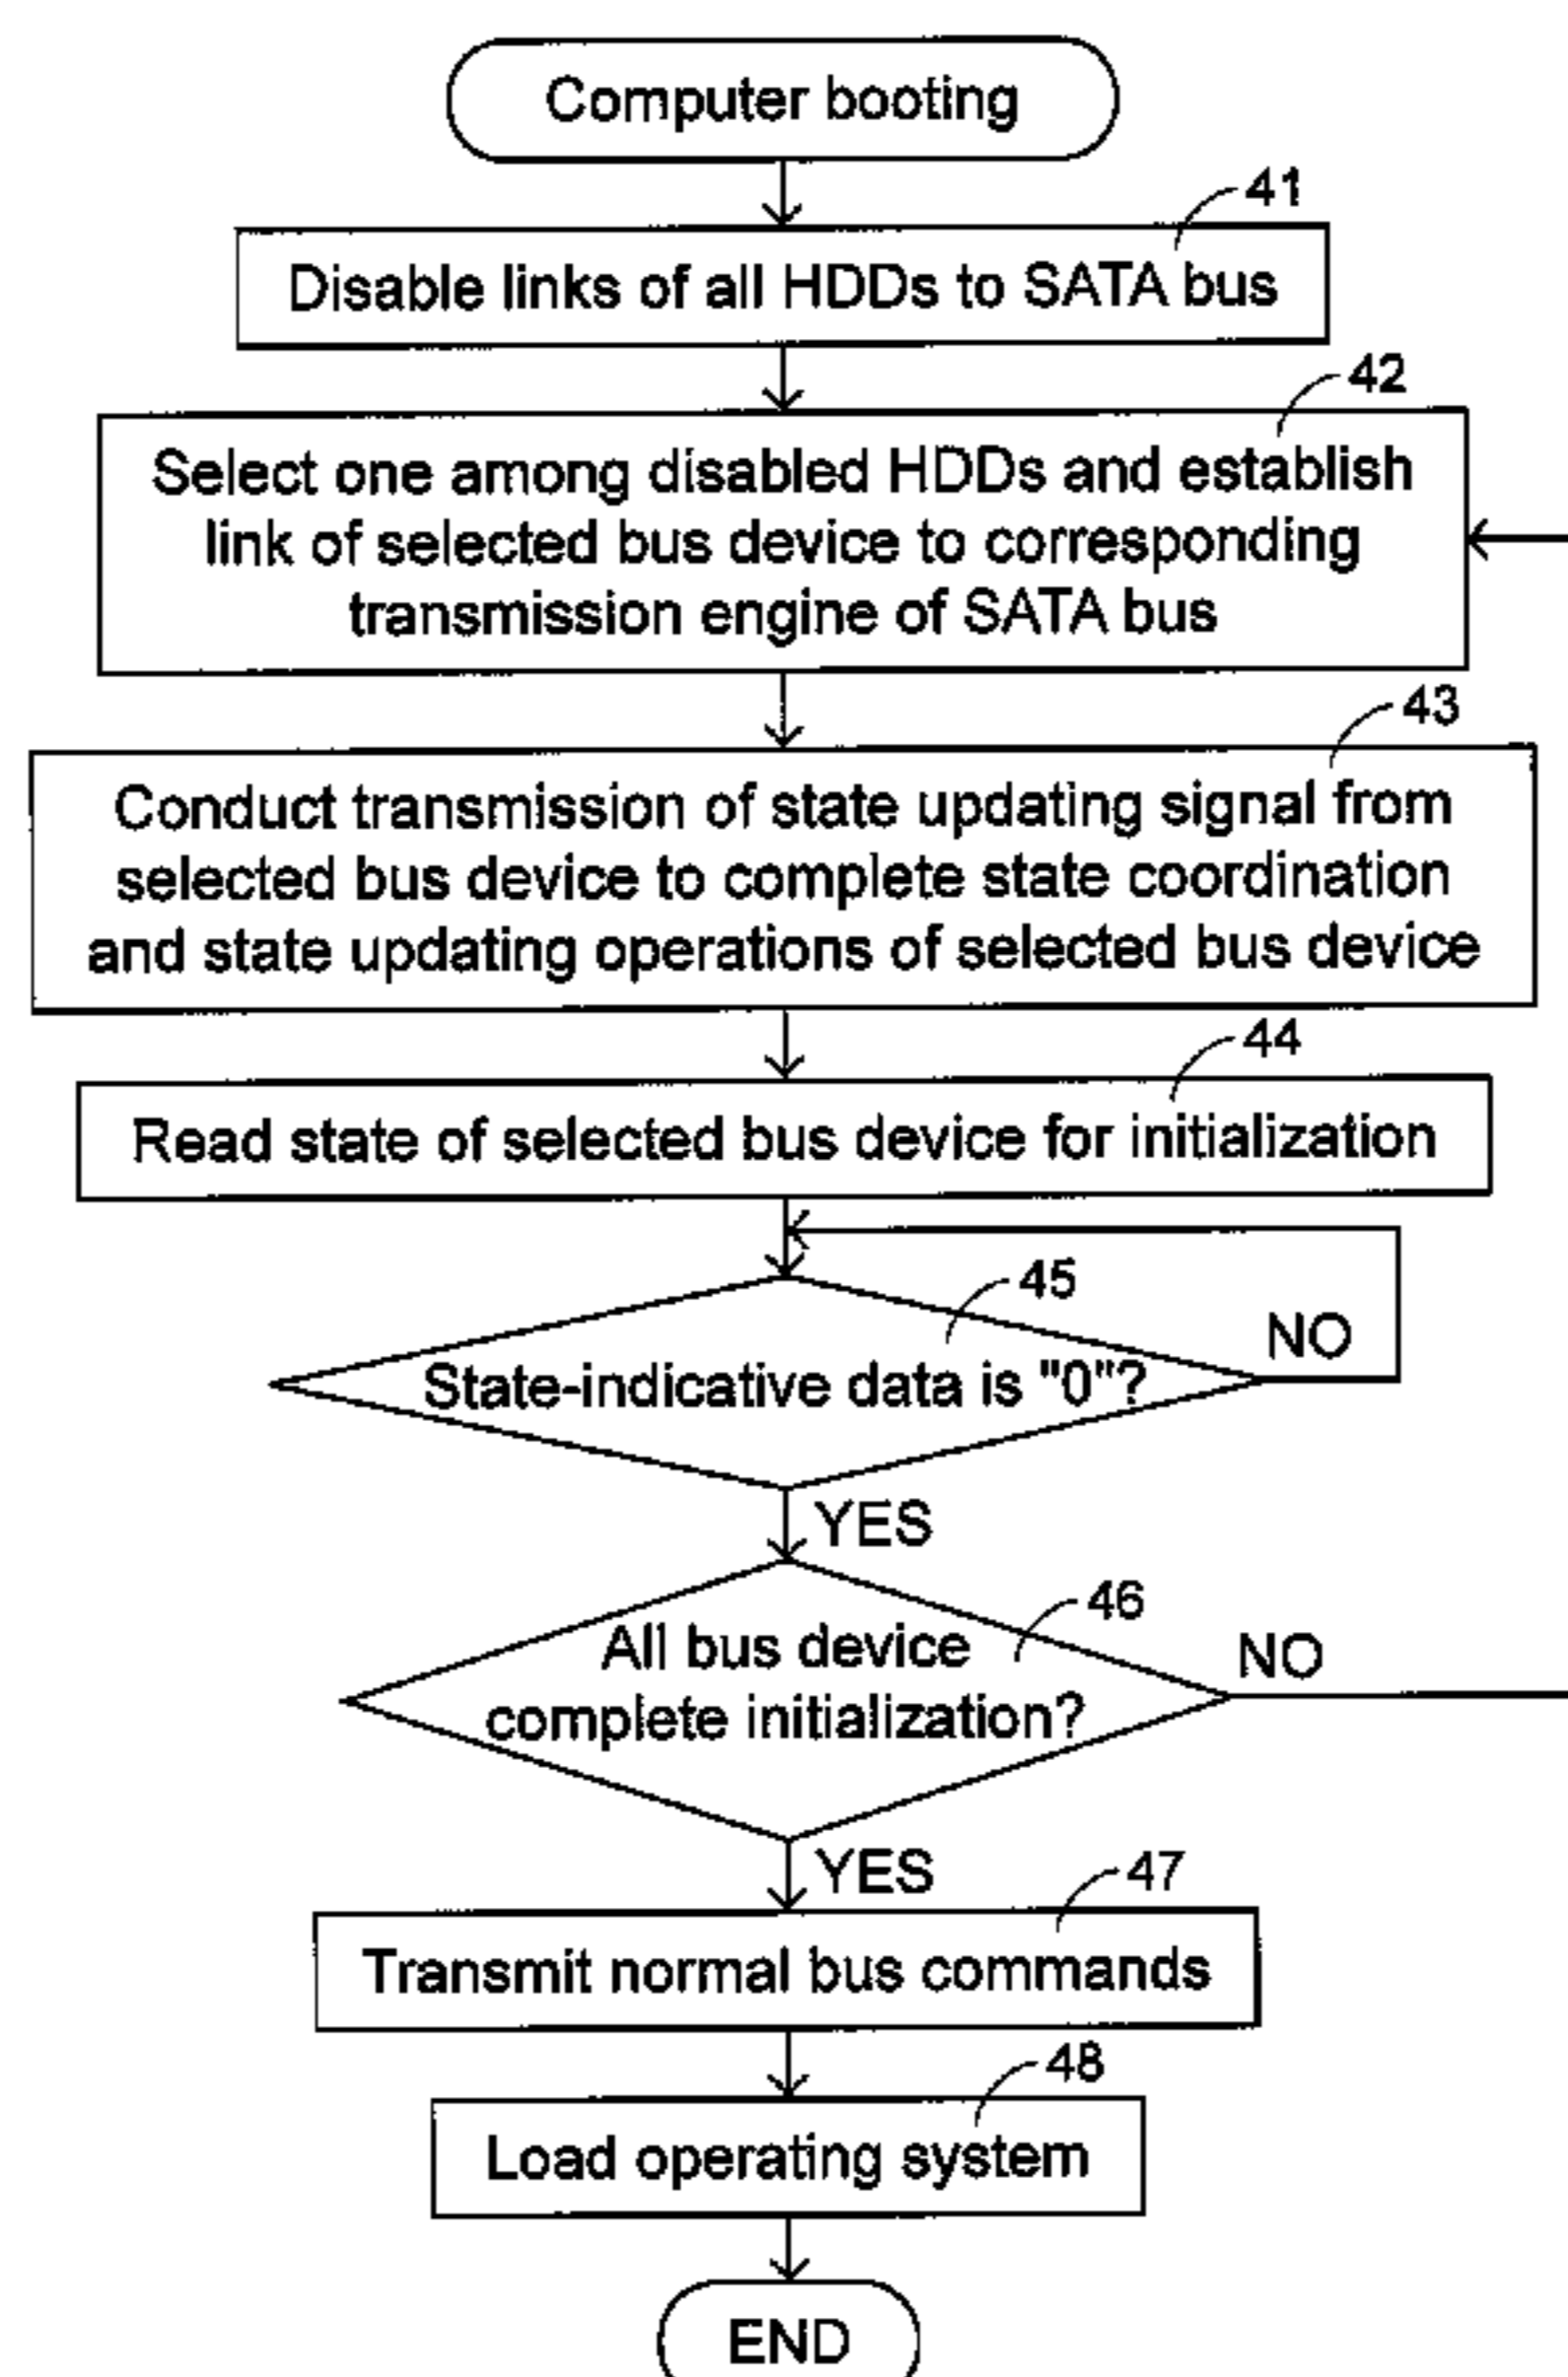 Computer booting
41
Disable links of all HDDs to SATA bus
42
Select one among disabled HDDs and establish
link of selected bus device to corresponding
transmission engine of SATA bus
43
Conduct transmission of state updating signal from
selected bus device to complete state coordination
and state updating operations of selected bus device
44
Read state of selected bus device for initialization
45
State-indicative data is "0"?
NO
YES
46
All bus device
complete initialization?
NO
YES
47
Transmit normal bus commands
48
Load operating system
END